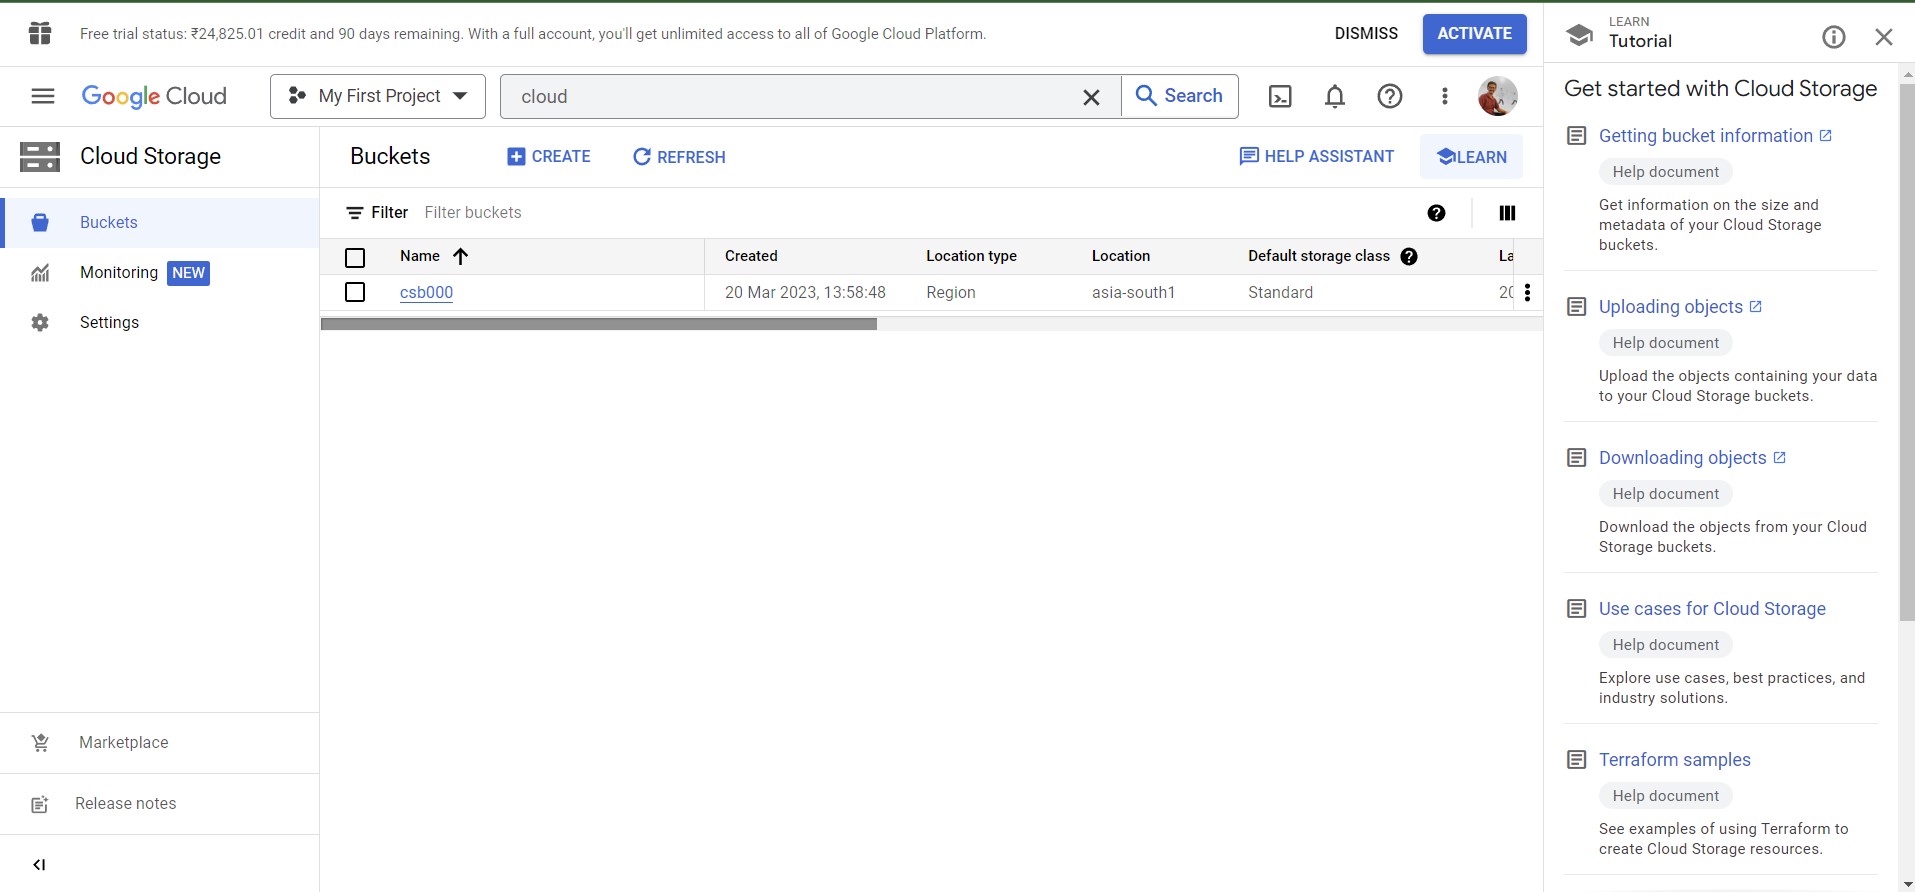 Free trial status: ₹24,825.01 credit and 90 days remaining. With a full account, you'll get unlimited access to all of Google Cloud Platform.
DISMISS
ACTIVATE
Google Cloud
My First Project
cloud
Search
Cloud Storage
Buckets
CREATE
REFRESH
HELP ASSISTANT
LEARN
Buckets
Monitoring NEW
Settings
Marketplace
Release notes
Filter Filter buckets
Name Created Location type Location Default storage class La
csb000 20 Mar 2023, 13:58:48 Region asia-south1 Standard 20
LEARN
Tutorial
Get started with Cloud Storage
Getting bucket information
Help document
Get information on the size and
metadata of your Cloud Storage
buckets.
Uploading objects
Help document
Upload the objects containing your data
to your Cloud Storage buckets.
Downloading objects
Help document
Download the objects from your Cloud
Storage buckets.
Use cases for Cloud Storage
Help document
Explore use cases, best practices, and
industry solutions.
Terraform samples
Help document
See examples of using Terraform to
create Cloud Storage resources.